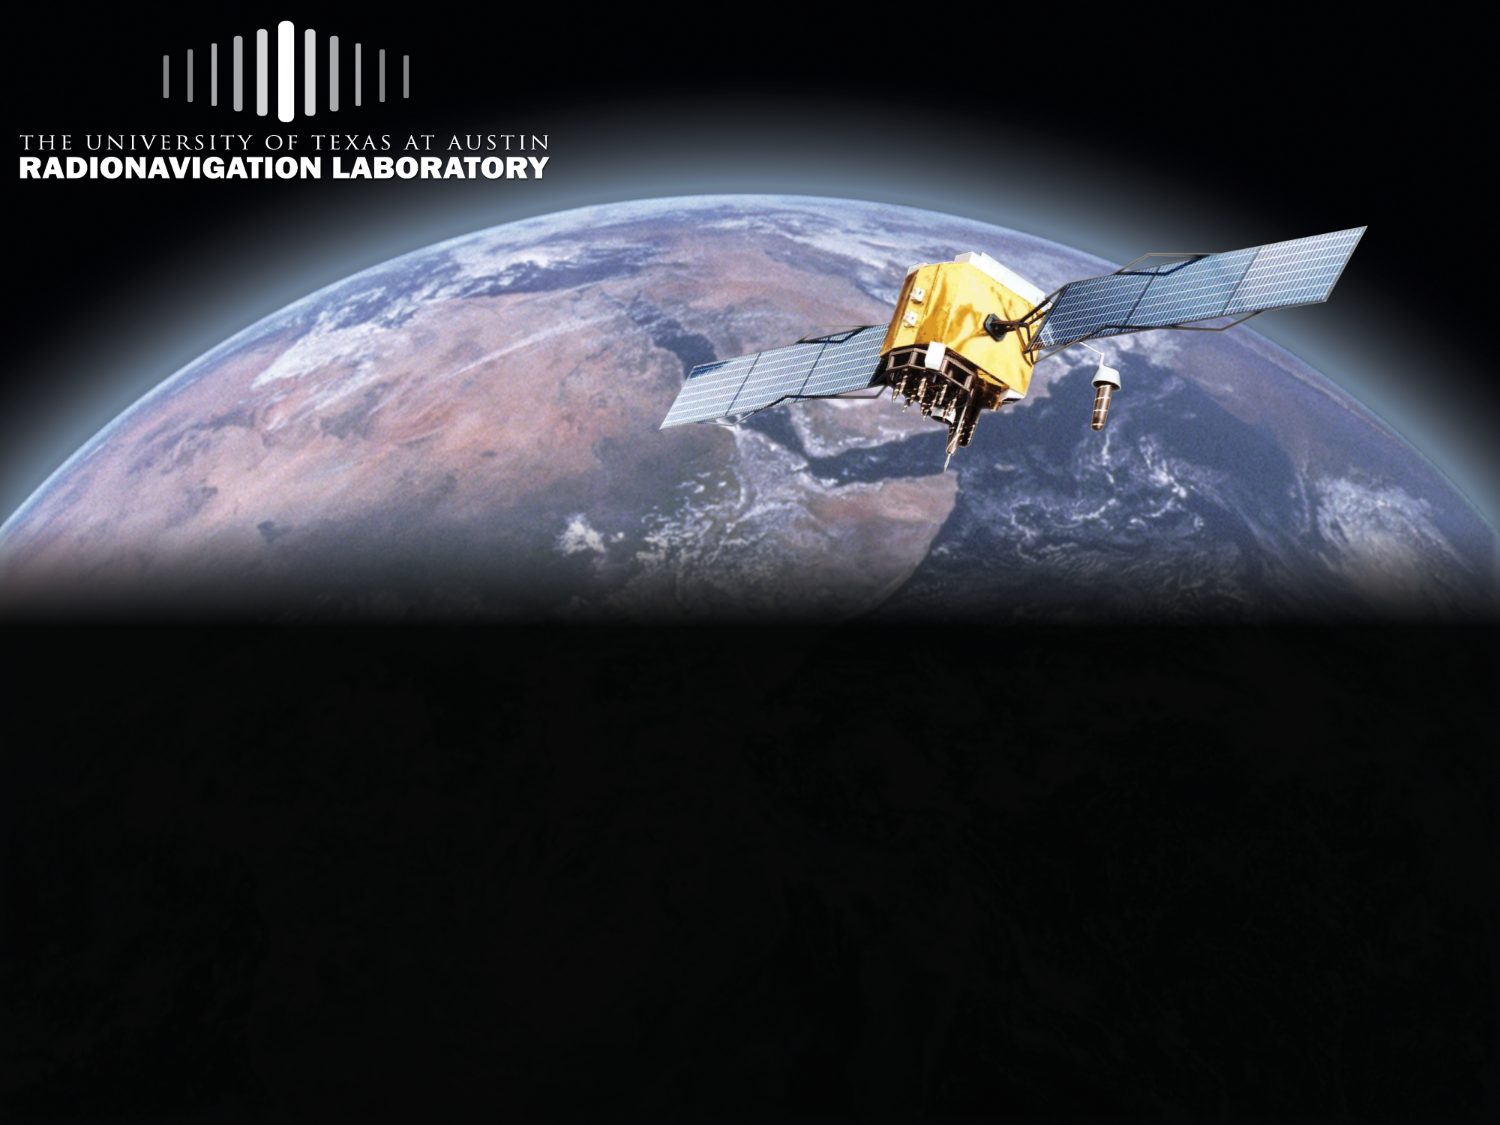 THE UNIVERSITY OF TEXAS AT AUSTIN
RADIONAVIGATION LABORATORY